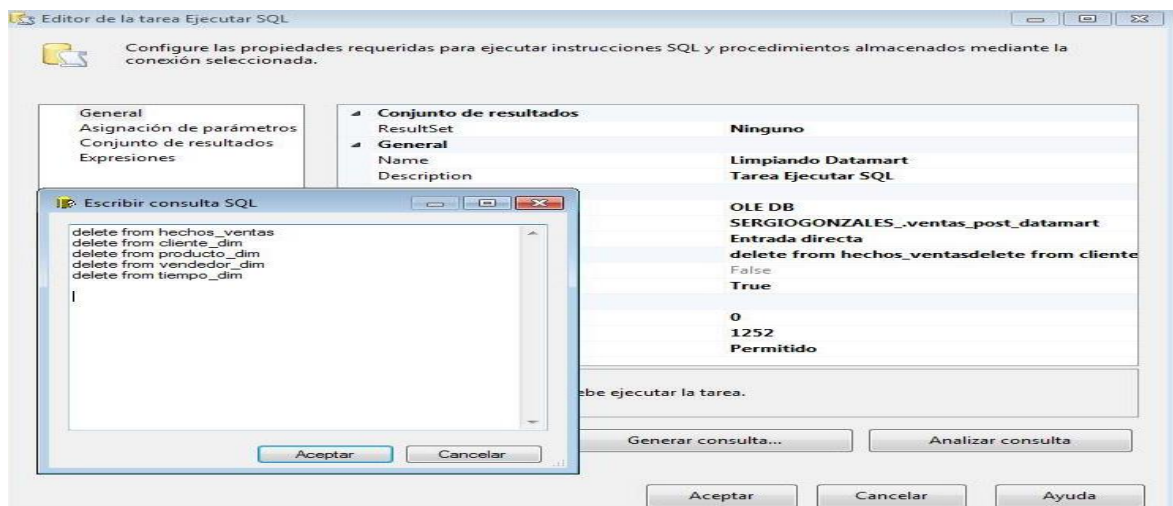 Editor de la tarea Ejecutar SQL
Configure las propiedades requeridas para ejecutar instrucciones SQL y procedimientos almacenados mediante la
conexión seleccionada.
General
Asignación de parámetros
Conjunto de resultados
Expresiones
Conjunto de resultados
ResultSet Ninguno
General
Name Limpiando Datamart
Description Tarea Ejecutar SQL
OLE DB
SERGIOGONZALES_.ventas_post_datamart
Entrada directa
delete from hechos_ventasdelete from cliente
False
True
0
1252
Permitido
Escribir consulta SQL
delete from hechos_ventas
delete from cliente_dim
delete from producto_dim
delete from vendedor_dim
delete from tiempo_dim
Aceptar Cancelar
ebe ejecutar la tarea.
Generar consulta... Analizar consulta
Aceptar Cancelar Ayuda